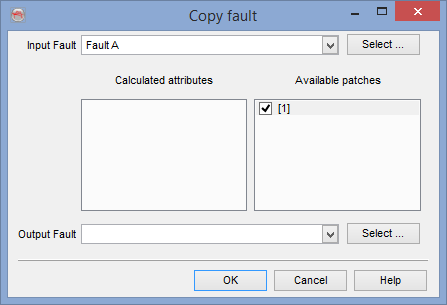 Copy fault
Input Fault Fault A Select ...
Calculated attributes Available patches
[1]
Output Fault Select ...
OK Cancel Help